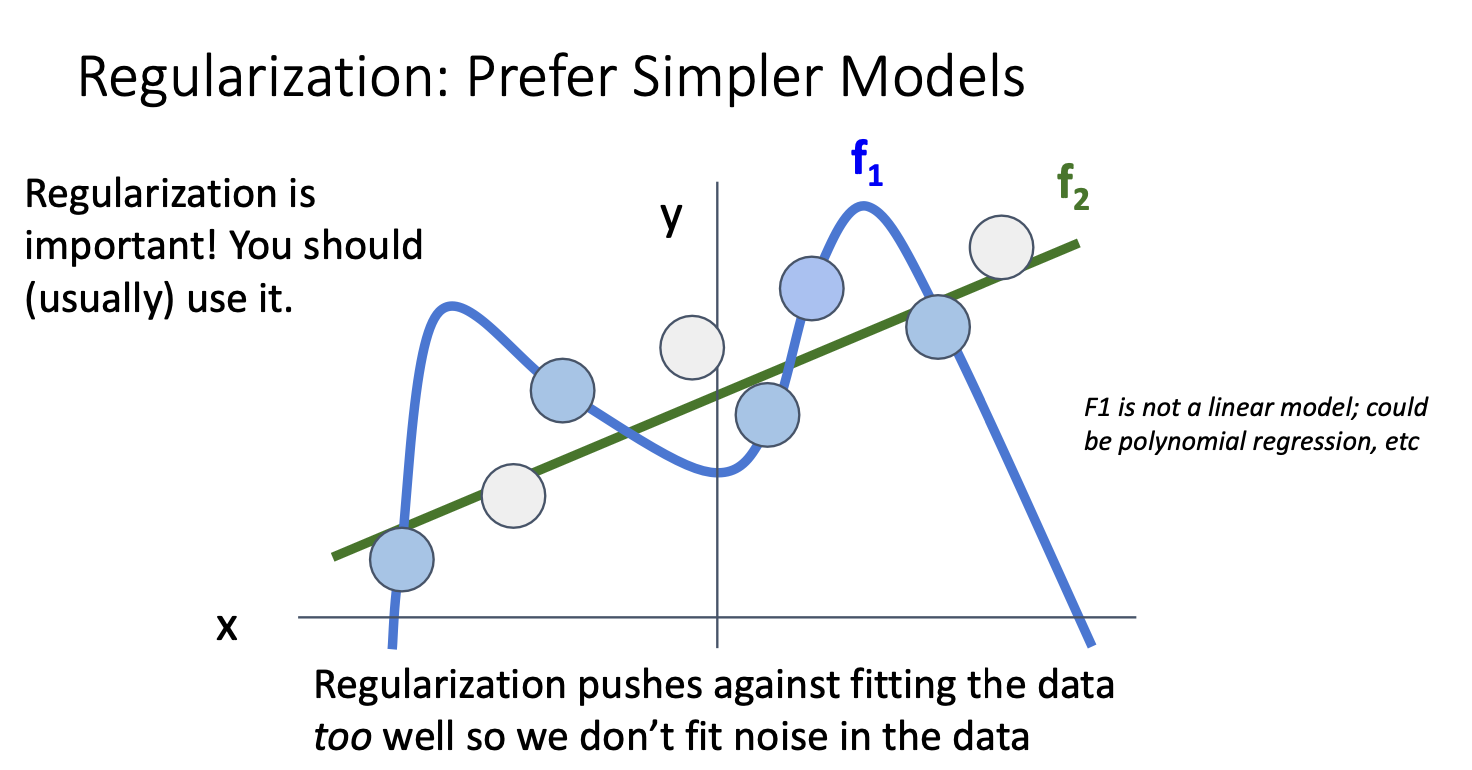 Regularization: Prefer Simpler Models
Regularization is
important! You should
(usually) use it.
y
f1
f2
F1 is not a linear model; could
be polynomial regression, etc
x
Regularization pushes against fitting the data
too well so we don’t fit noise in the data